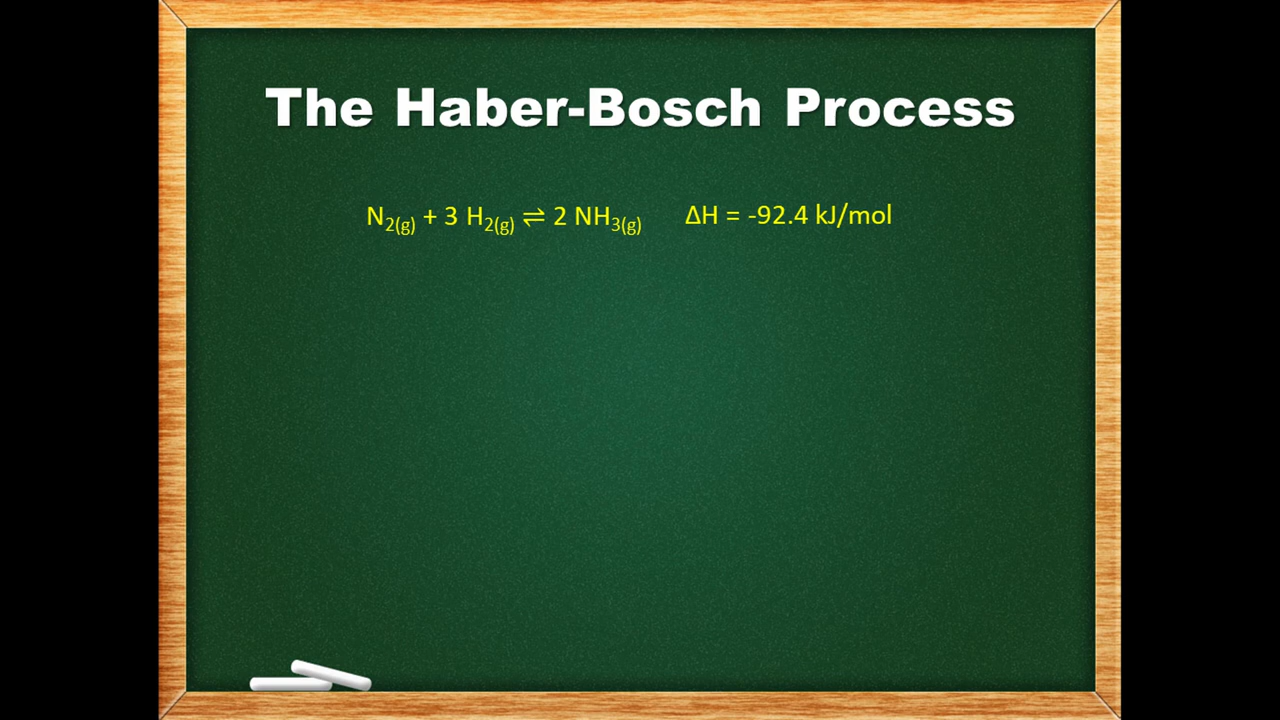 The Haber-Bosch Process
N2(g) + 3 H2(g) ⇌ 2 NH3(g) ΔH = -92.4 kJ/mol